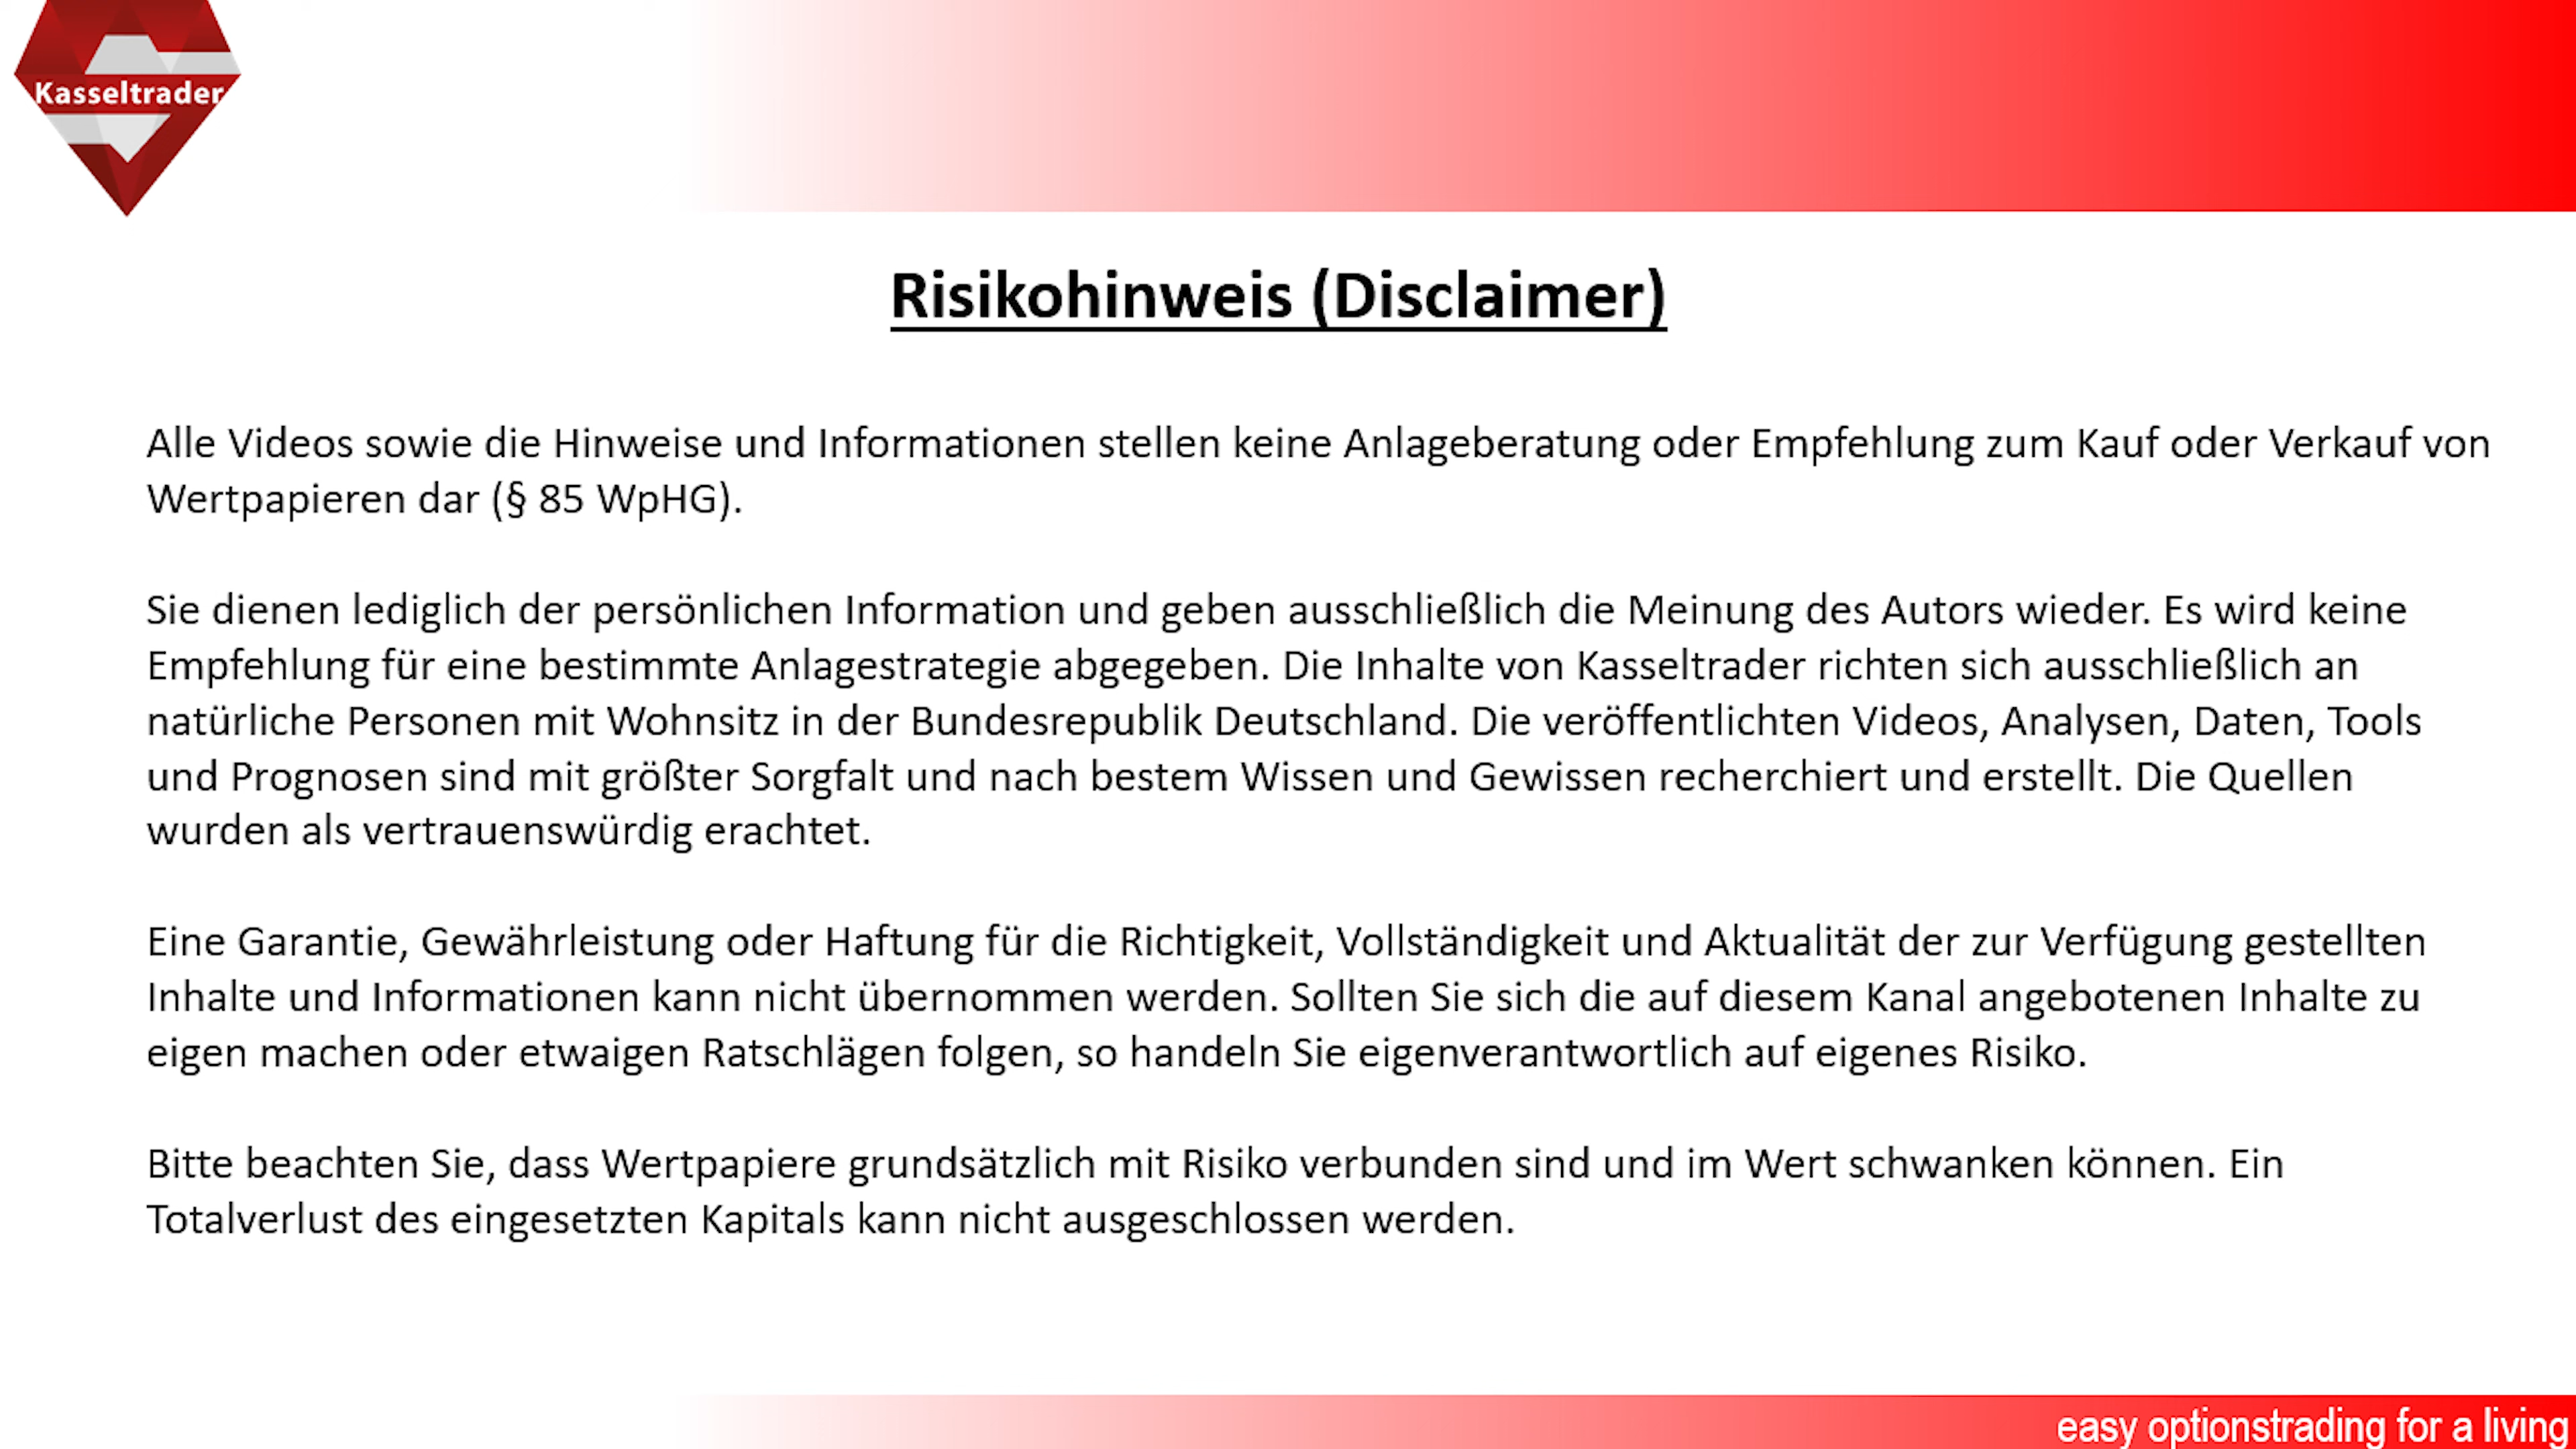 Kasseltrader
Risikohinweis (Disclaimer)
Alle Videos sowie die Hinweise und Informationen stellen keine Anlageberatung oder Empfehlung zum Kauf oder Verkauf von
Wertpapieren dar (§ 85 WpHG).
Sie dienen lediglich der persönlichen Information und geben ausschließlich die Meinung des Autors wieder. Es wird keine
Empfehlung für eine bestimmte Anlagestrategie abgegeben. Die Inhalte von Kasseltrader richten sich ausschließlich an
natürliche Personen mit Wohnsitz in der Bundesrepublik Deutschland. Die veröffentlichten Videos, Analysen, Daten, Tools
und Prognosen sind mit größter Sorgfalt und nach bestem Wissen und Gewissen recherchiert und erstellt. Die Quellen
wurden als vertrauenswürdig erachtet.
Eine Garantie, Gewährleistung oder Haftung für die Richtigkeit, Vollständigkeit und Aktualität der zur Verfügung gestellten
Inhalte und Informationen kann nicht übernommen werden. Sollten Sie sich die auf diesem Kanal angebotenen Inhalte zu
eigen machen oder etwaigen Ratschlägen folgen, so handeln Sie eigenverantwortlich auf eigenes Risiko.
Bitte beachten Sie, dass Wertpapiere grundsätzlich mit Risiko verbunden sind und im Wert schwanken können. Ein
Totalverlust des eingesetzten Kapitals kann nicht ausgeschlossen werden.
easy optionstrading for a living